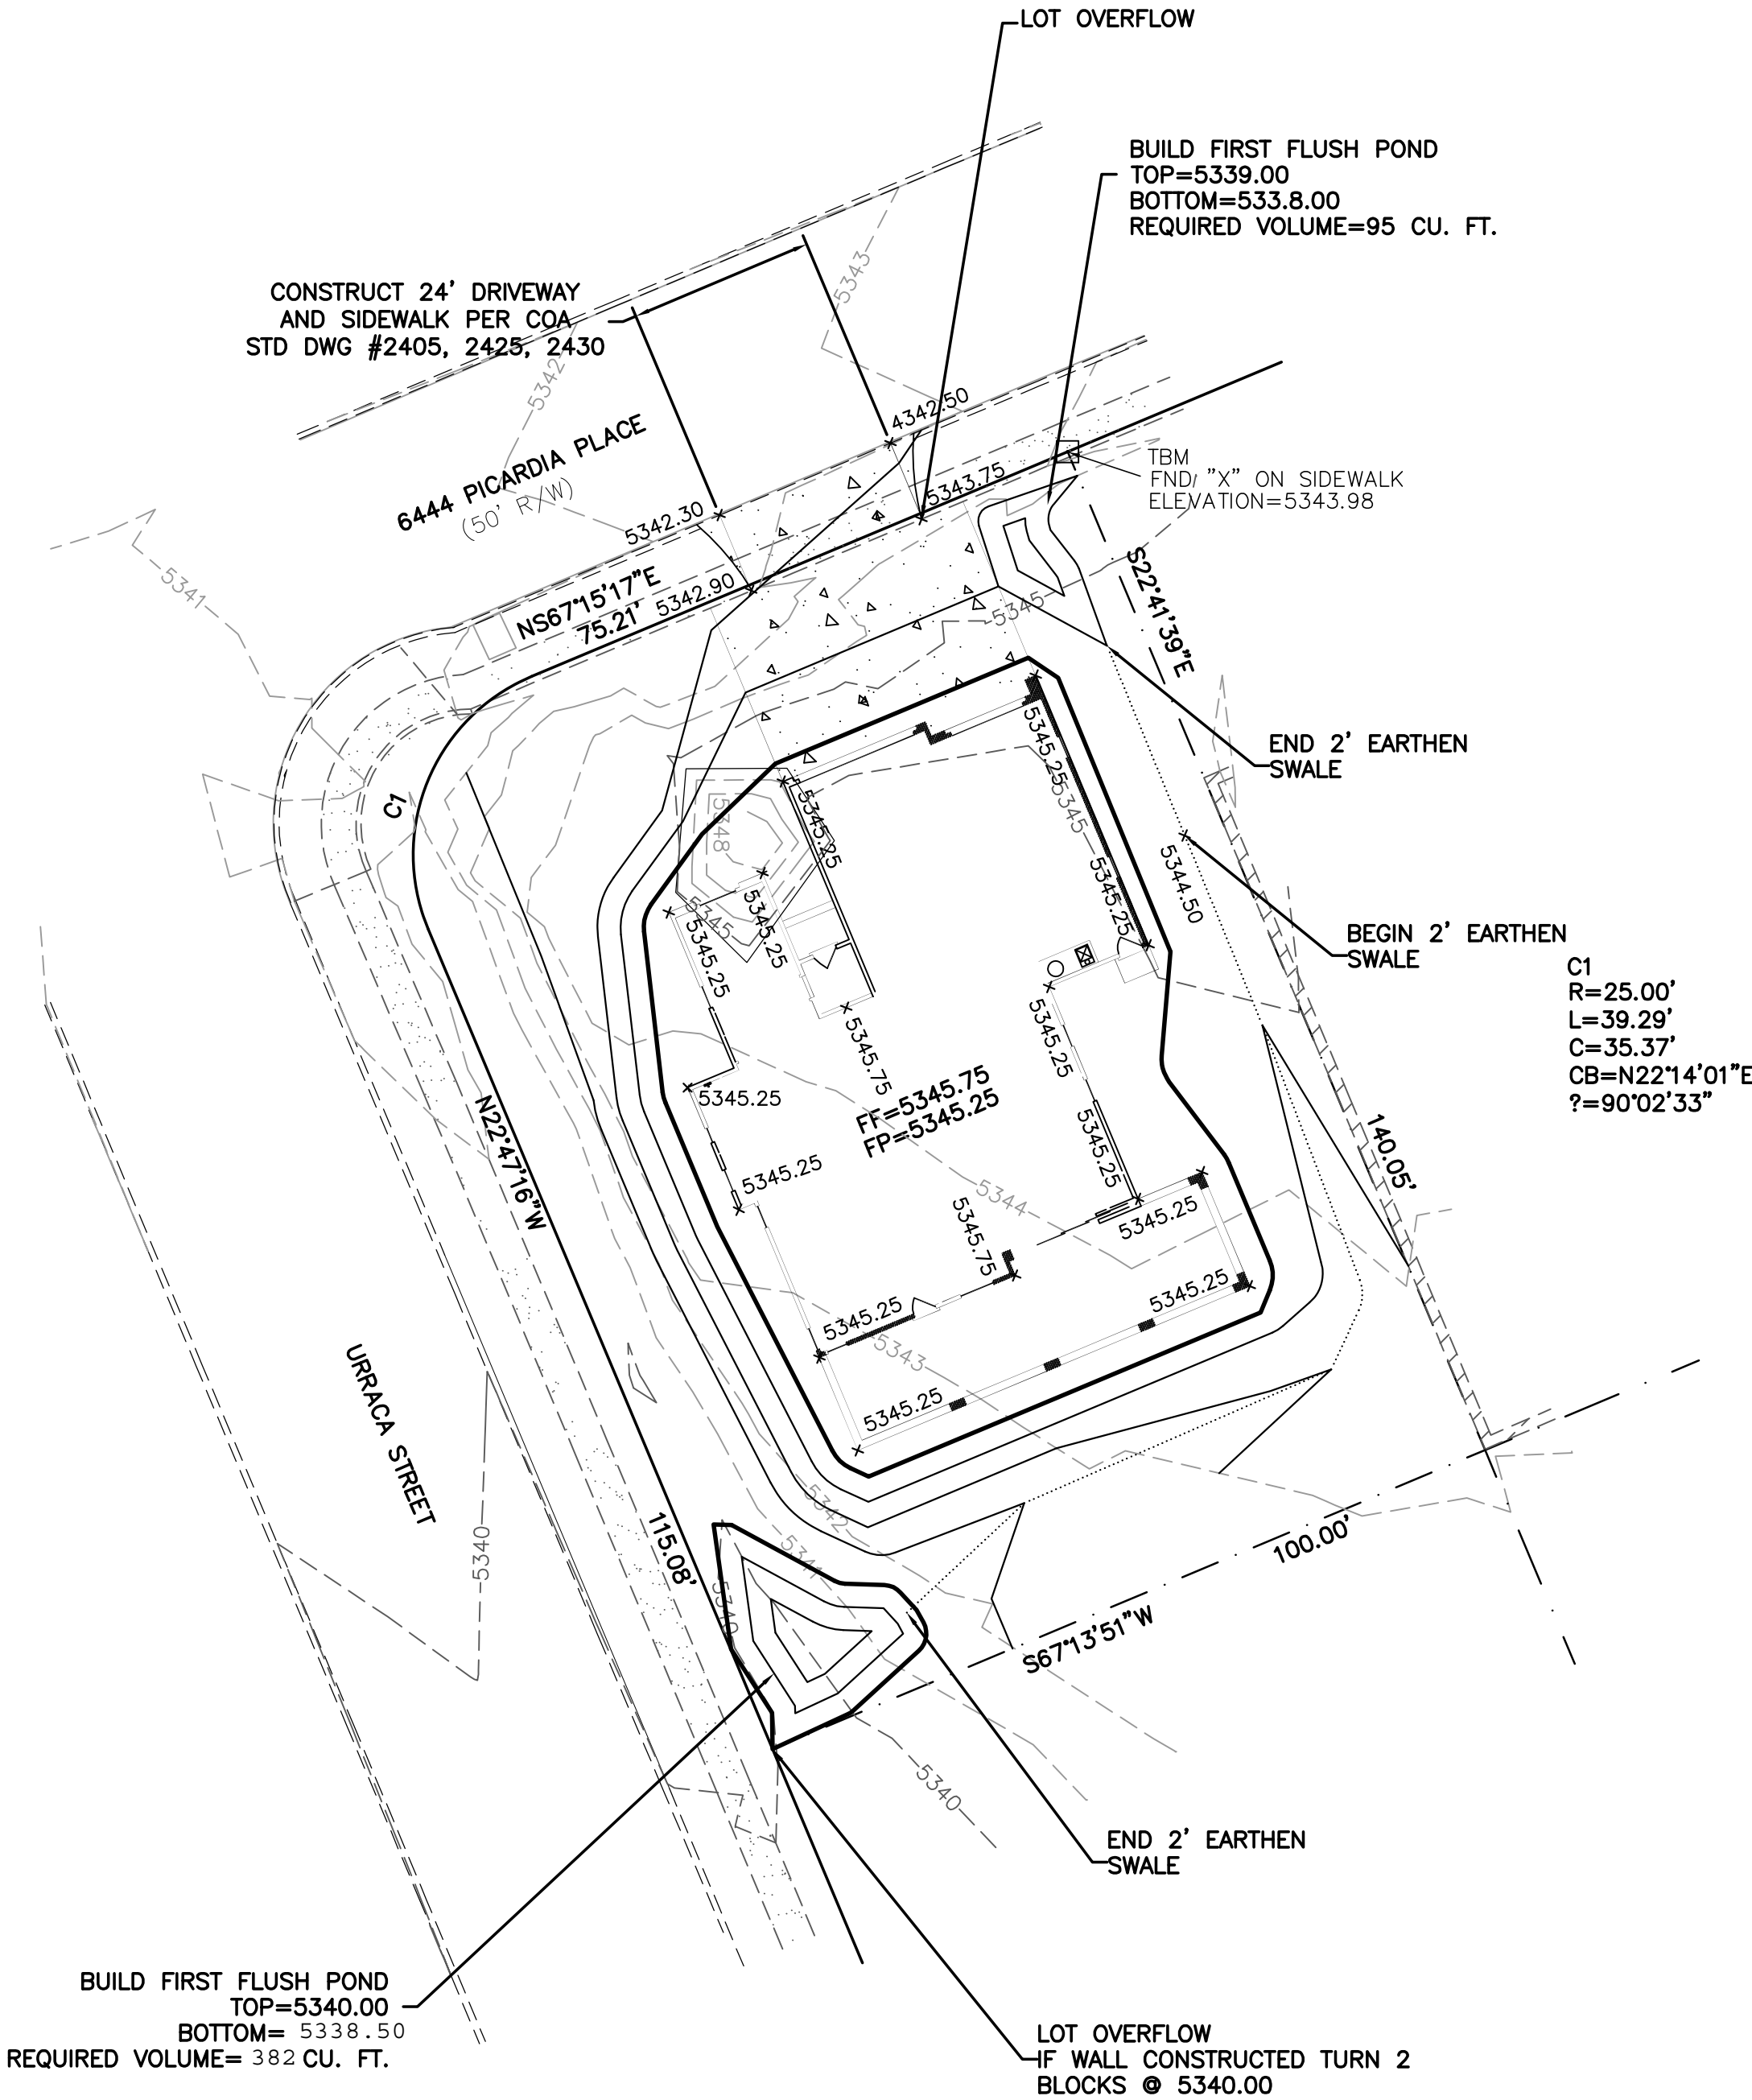 LOT OVERFLOW
BUILD FIRST FLUSH POND
TOP=5339.00
BOTTOM=533.8.00
REQUIRED VOLUME=95 CU. FT.
CONSTRUCT 24' DRIVEWAY
AND SIDEWALK PER COA
STD DWG #2405, 2425, 2430
5343
5342
4342.50
6444 PICARDIA PLACE
(50' R/W)
5342.30
5343.75
TBM
FND, "X" ON SIDEWALK
ELEVATION=5343.98
5341
NS67°15'17"E
75.21'
5342.90
5345
S22°41'39"E
END 2' EARTHEN
SWALE
5345.25
5345
5348
5345.25
C1
5344.50
5345.25
5345
5345.25
5345.25
BEGIN 2' EARTHEN
SWALE
C1
R=25.00'
L=39.29'
C=35.37'
CB=N22°14'01"E
?=90°02'33"
5345.75
5345.25
5345.25
FF=5345.75
FP=5345.25
N22°47'16"W
5345.25
5345.25
140.05'
5344
5345.25
5345.75
5345.25
5345.25
5343
5345.25
URRACA STREET
5342
5341
5340
115.08'
100.00'
5340
S67°13'51"W
5340
END 2' EARTHEN
SWALE
BUILD FIRST FLUSH POND
TOP=5340.00
BOTTOM= 5338.50
REQUIRED VOLUME= 382 CU. FT.
LOT OVERFLOW
IF WALL CONSTRUCTED TURN 2
BLOCKS @ 5340.00